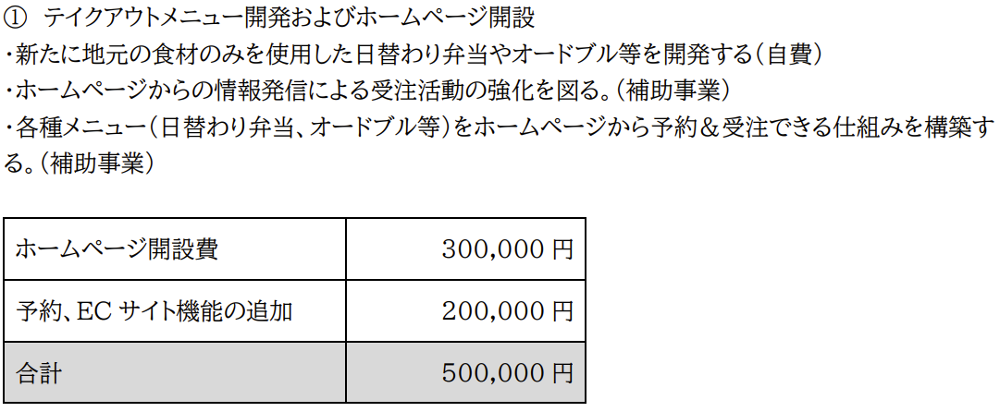 ① テイクアウトメニュー開発およびホームページ開設
・新たに地元の食材のみを使用した日替わり弁当やオードブル等を開発する（自費）
・ホームページからの情報発信による受注活動の強化を図る。（補助事業）
・各種メニュー（日替わり弁当、オードブル等）をホームページから予約＆受注できる仕組みを構築す
る。（補助事業）
ホームページ開設費 300,000 円
予約、EC サイト機能の追加 200,000 円
合計 500,000 円